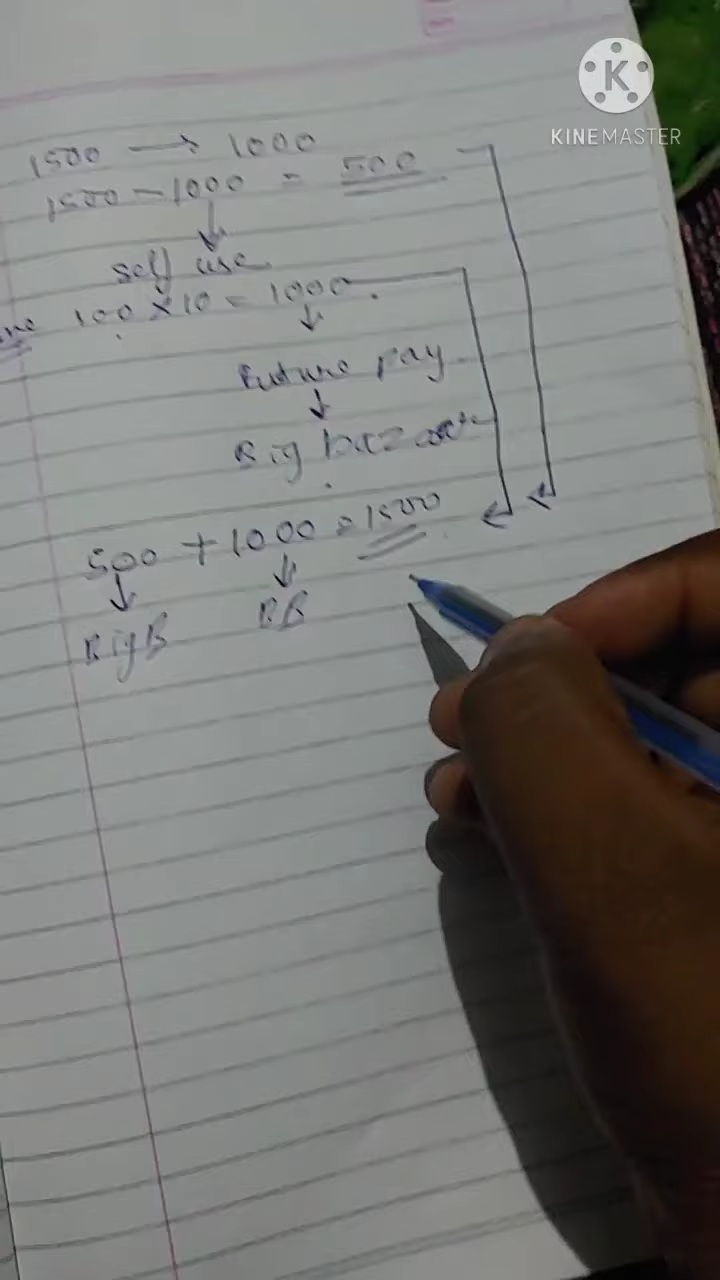 KINEMASTER
1500 → 1000
1500 - 1000 = 500
↓
self use
100 × 10 = 1000.
↓
Future pay
↓
Big bazaar
500 + 1000 = 1500
↓ ↓
Big B BB